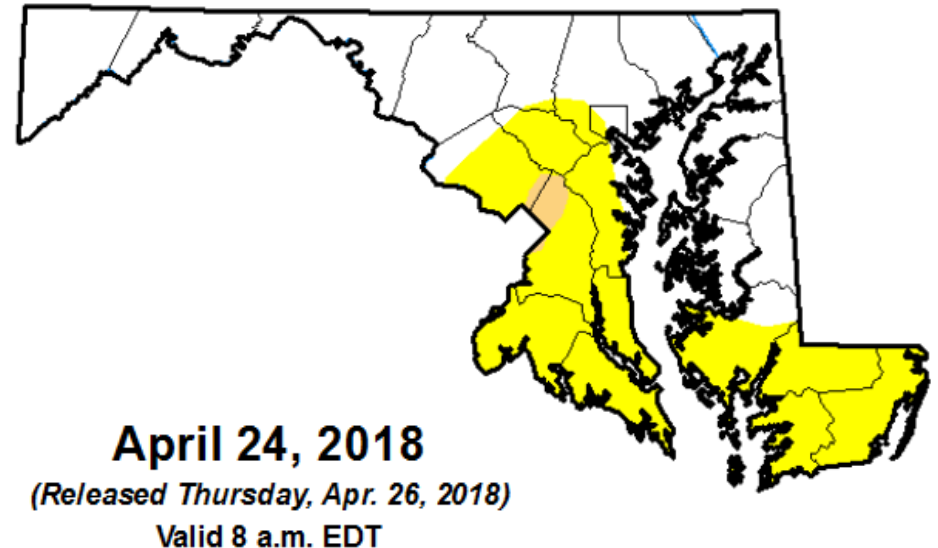 April 24, 2018
(Released Thursday, Apr. 26, 2018)
Valid 8 a.m. EDT